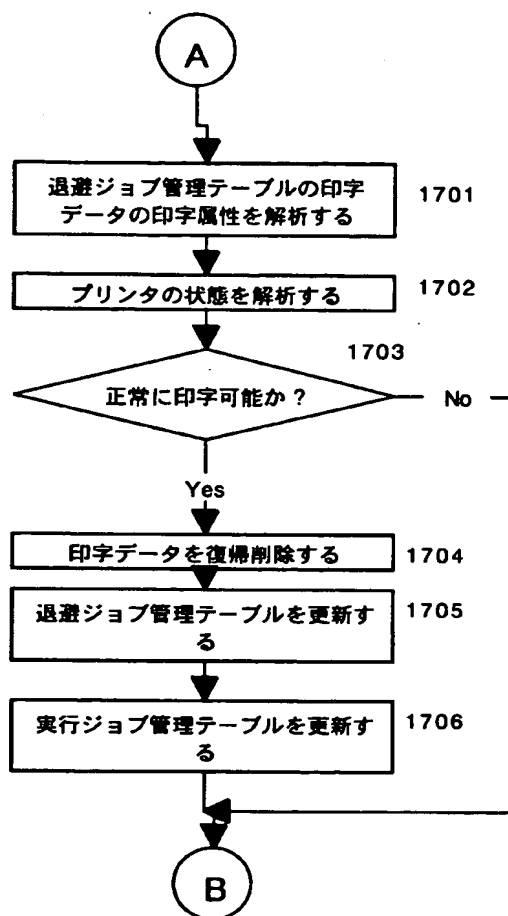 A
退避ジョブ管理テーブルの印字
データの印字属性を解析する
1701
プリンタの状態を解析する
1702
1703
正常に印字可能か？
No
Yes
印字データを復帰削除する
1704
退避ジョブ管理テーブルを更新す
る
1705
実行ジョブ管理テーブルを更新す
る
1706
B